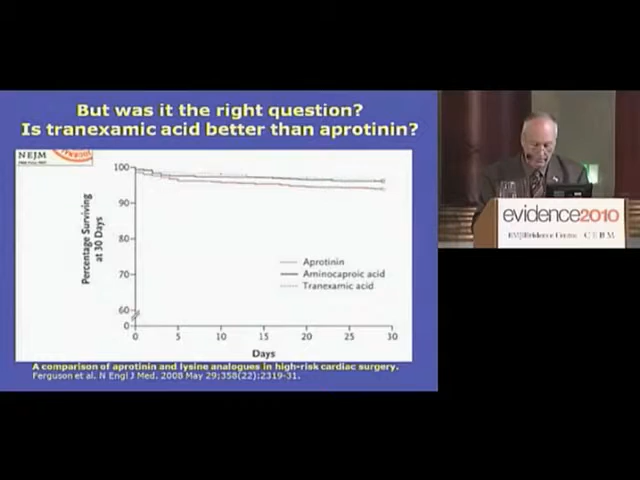 But was it the right question?
Is tranexamic acid better than aprotinin?
NEJM
Percentage Surviving
at 30 Days
100
90
80
70
60
0
0 5 10 15 20 25 30
Days
Aprotinin
Aminocaproic acid
Tranexamic acid
A comparison of aprotinin and lysine analogues in high-risk cardiac surgery.
Ferguson et al. N Engl J Med. 2008 May 29;358(22):2319-31.
evidence2010
BMJ Evidence Centre C E B M